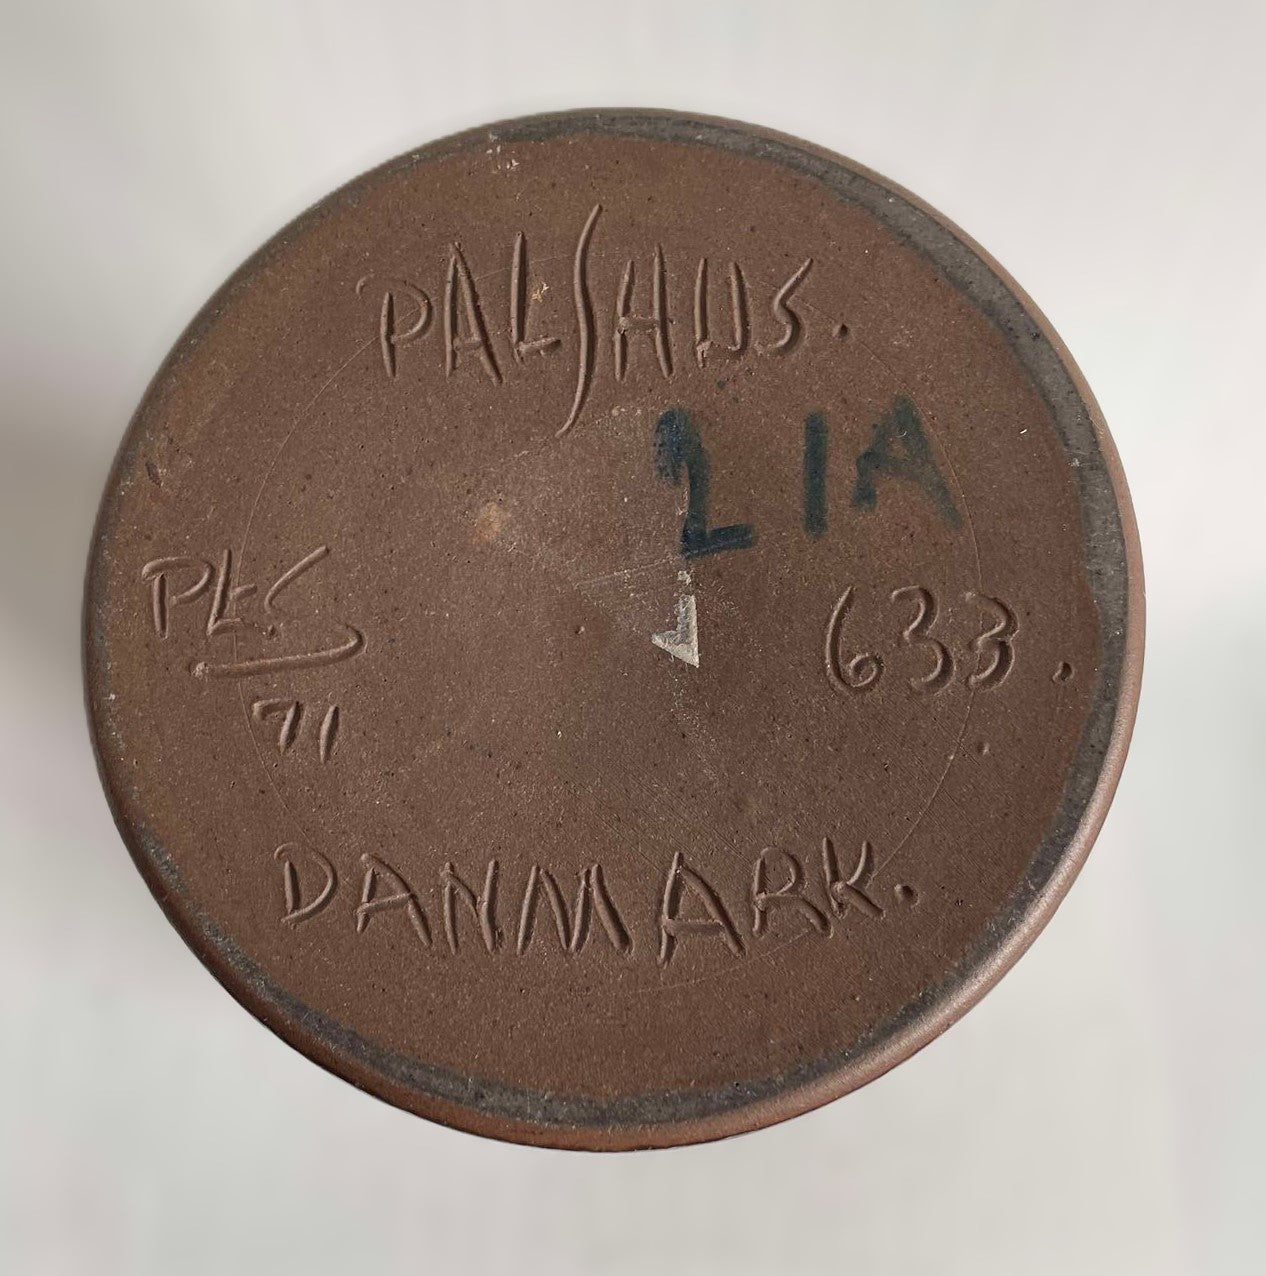 PALSHUS.
21A
PLS
633.
71
DANMARK.